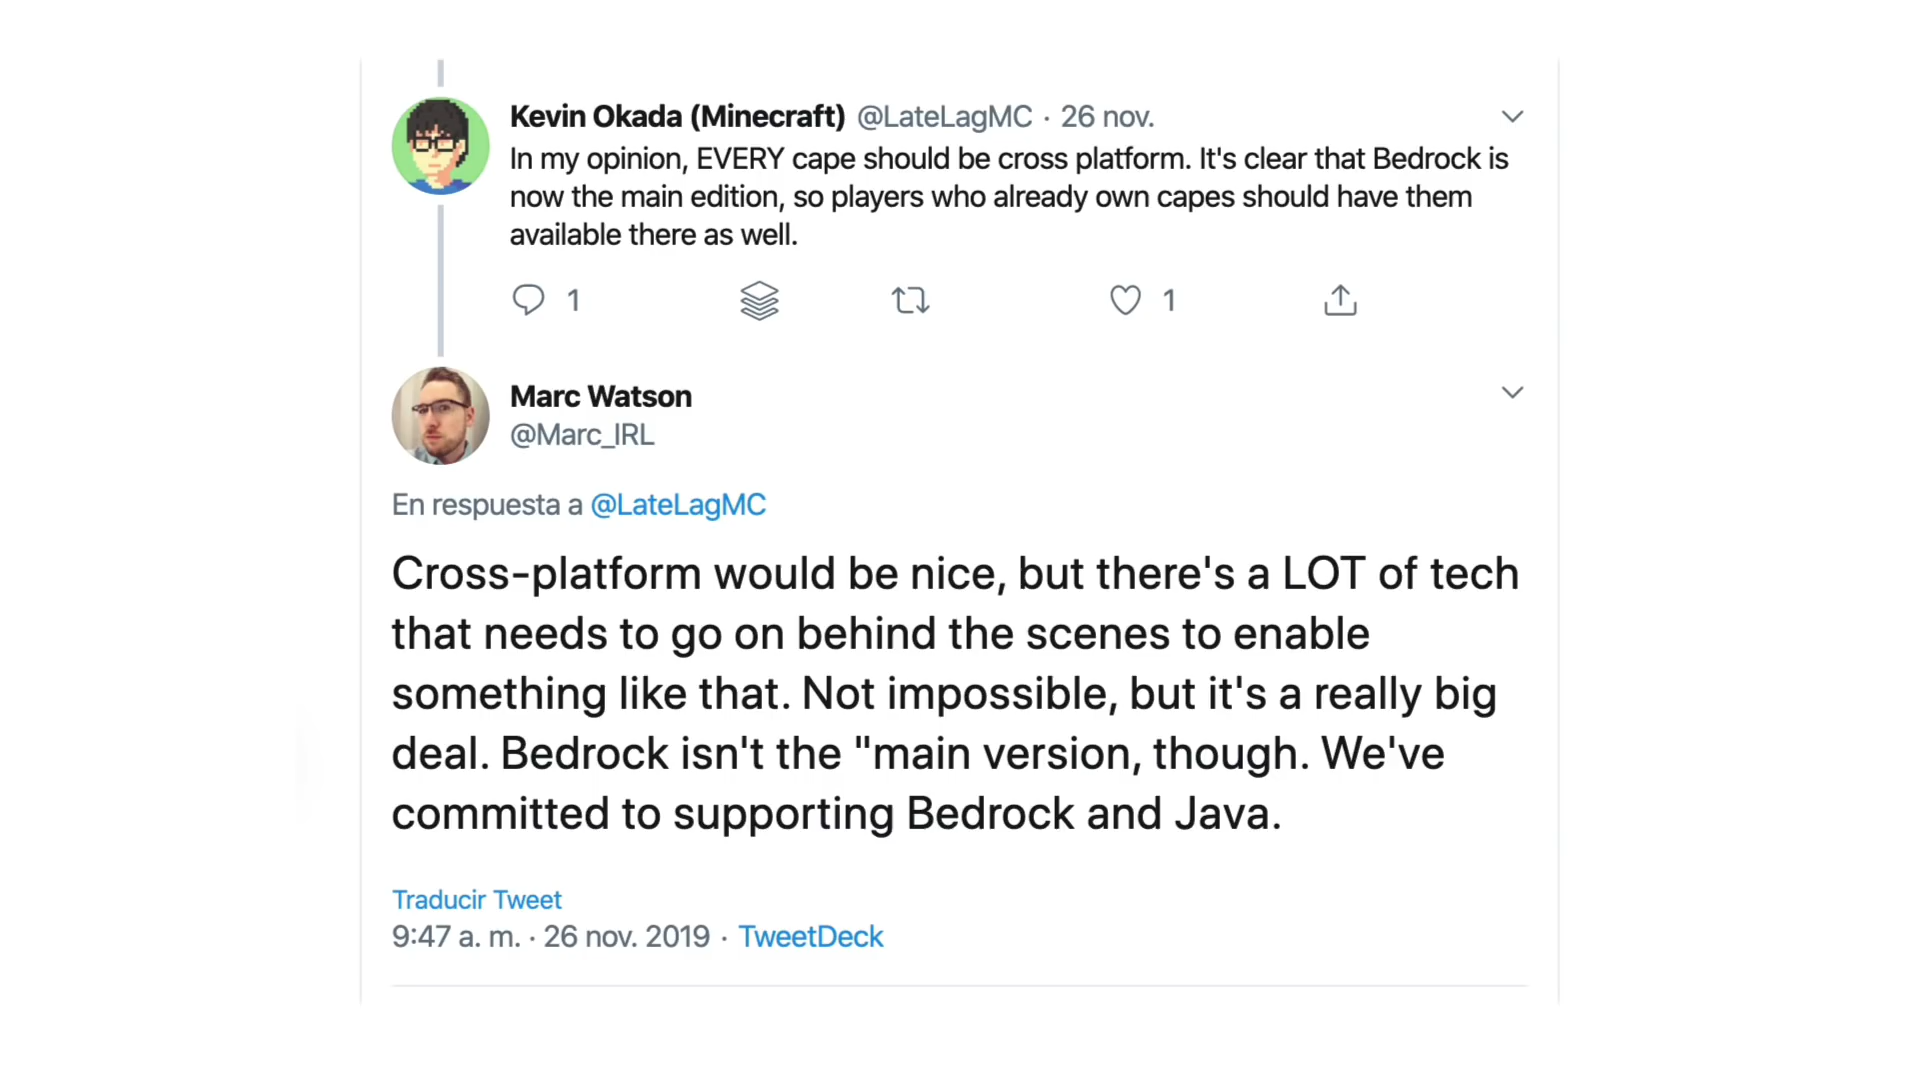 Kevin Okada (Minecraft) @LateLagMC · 26 nov.
In my opinion, EVERY cape should be cross platform. It's clear that Bedrock is
now the main edition, so players who already own capes should have them
available there as well.
1 1
Marc Watson
@Marc_IRL
En respuesta a @LateLagMC
Cross-platform would be nice, but there's a LOT of tech
that needs to go on behind the scenes to enable
something like that. Not impossible, but it's a really big
deal. Bedrock isn't the "main version, though. We've
committed to supporting Bedrock and Java.
Traducir Tweet
9:47 a. m. · 26 nov. 2019 · TweetDeck